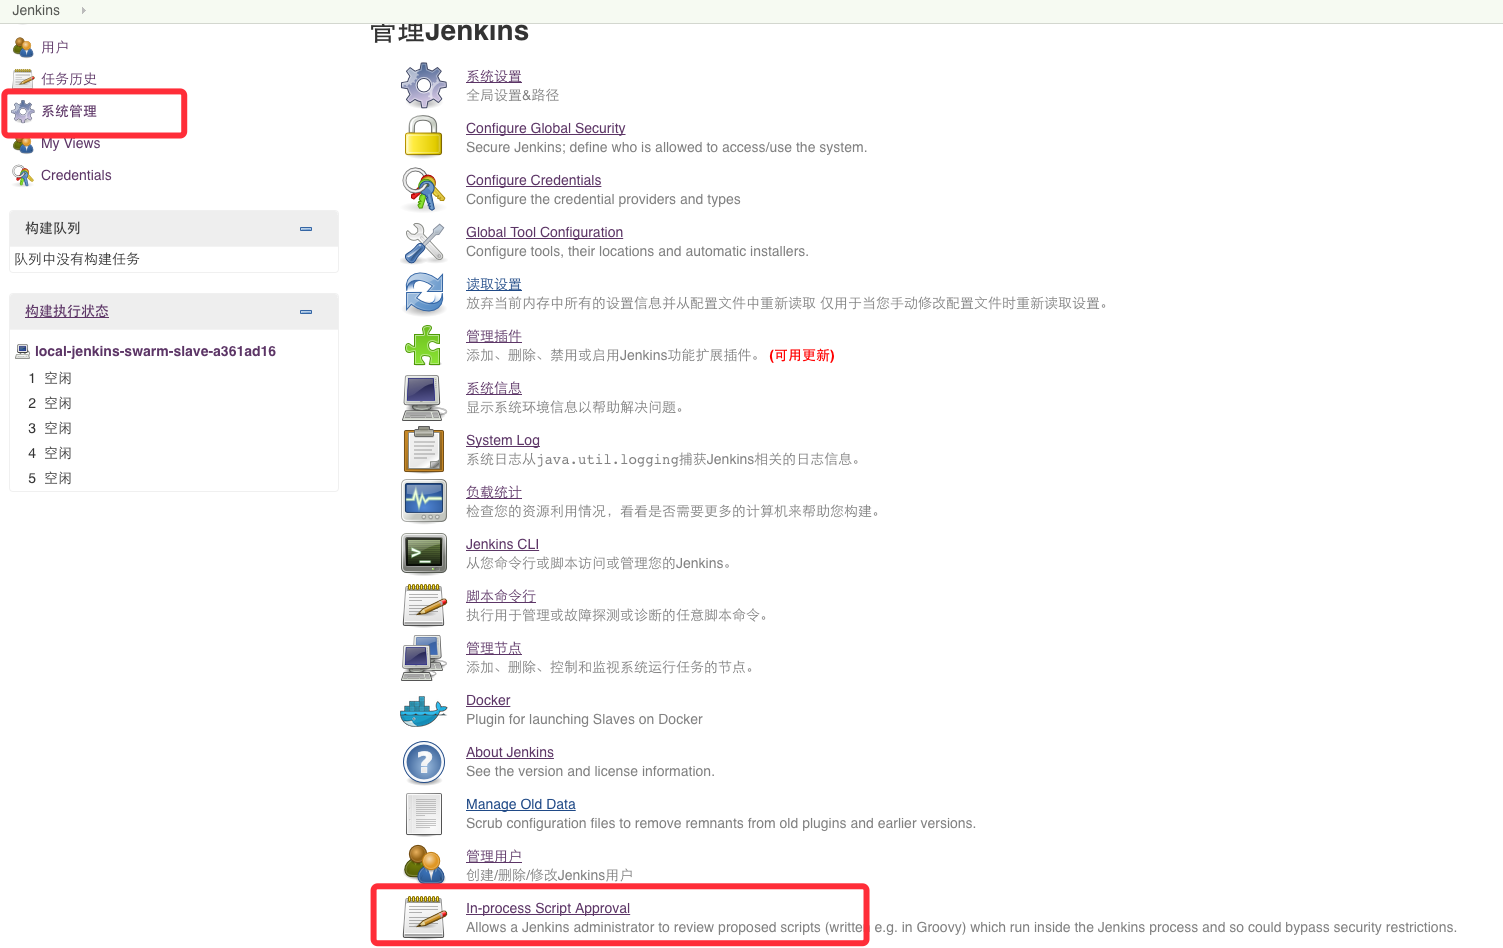 Jenkins
用户
任务历史
系统管理
My Views
Credentials
构建队列
队列中没有构建任务
构建执行状态
local-jenkins-swarm-slave-a361ad16
1 空闲
2 空闲
3 空闲
4 空闲
5 空闲
管理Jenkins
系统设置
全局设置&路径
Configure Global Security
Secure Jenkins; define who is allowed to access/use the system.
Configure Credentials
Configure the credential providers and types
Global Tool Configuration
Configure tools, their locations and automatic installers.
读取设置
放弃当前内存中所有的设置信息并从配置文件中重新读取 仅用于当您手动修改配置文件时重新读取设置。
管理插件
添加、删除、禁用或启用Jenkins功能扩展插件。 (可用更新)
系统信息
显示系统环境信息以帮助解决问题。
System Log
系统日志从java.util.logging捕获Jenkins相关的日志信息。
负载统计
检查您的资源利用情况，看看是否需要更多的计算机来帮助您构建。
Jenkins CLI
从您命令行或脚本访问或管理您的Jenkins。
脚本命令行
执行用于管理或故障探测或诊断的任意脚本命令。
管理节点
添加、删除、控制和监视系统运行任务的节点。
Docker
Plugin for launching Slaves on Docker
About Jenkins
See the version and license information.
Manage Old Data
Scrub configuration files to remove remnants from old plugins and earlier versions.
管理用户
创建/删除/修改Jenkins用户
In-process Script Approval
Allows a Jenkins administrator to review proposed scripts (written e.g. in Groovy) which run inside the Jenkins process and so could bypass security restrictions.